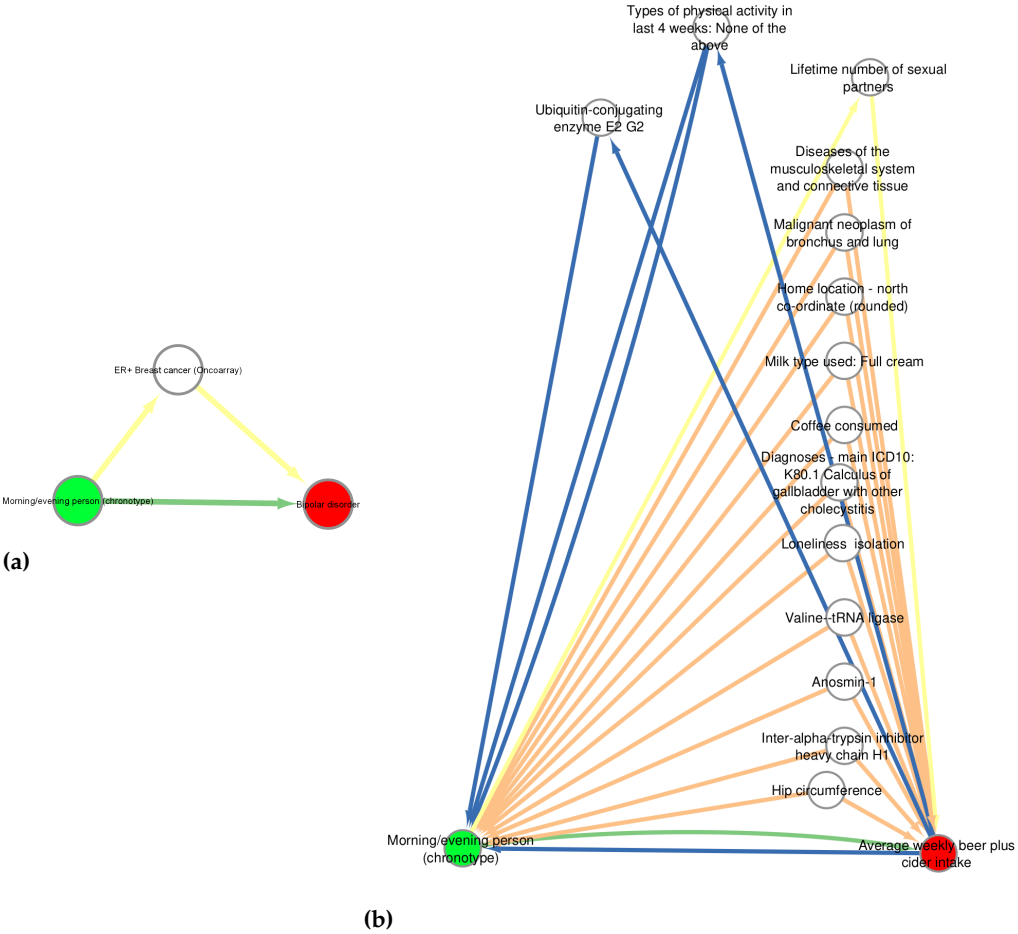 Types of physical activity in
last 4 weeks: None of the
above
Lifetime number of sexual
partners
Ubiquitin-conjugating
enzyme E2 G2
Diseases of the
musculoskeletal system
and connective tissue
Malignant neoplasm of
bronchus and lung
Home location - north
co-ordinate (rounded)
Milk type used: Full cream
ER+ Breast cancer (Oncoarray)
Coffee consumed
Diagnoses - main ICD10:
K80.1 Calculus of
gallbladder with other
cholecystitis
Morning/evening person (chronotype)
Bipolar disorder
(a)
Loneliness isolation
Valine--tRNA ligase
Anosmin-1
Inter-alpha-trypsin inhibitor
heavy chain H1
Hip circumference
Morning/evening person
(chronotype)
Average weekly beer plus
cider intake
(b)